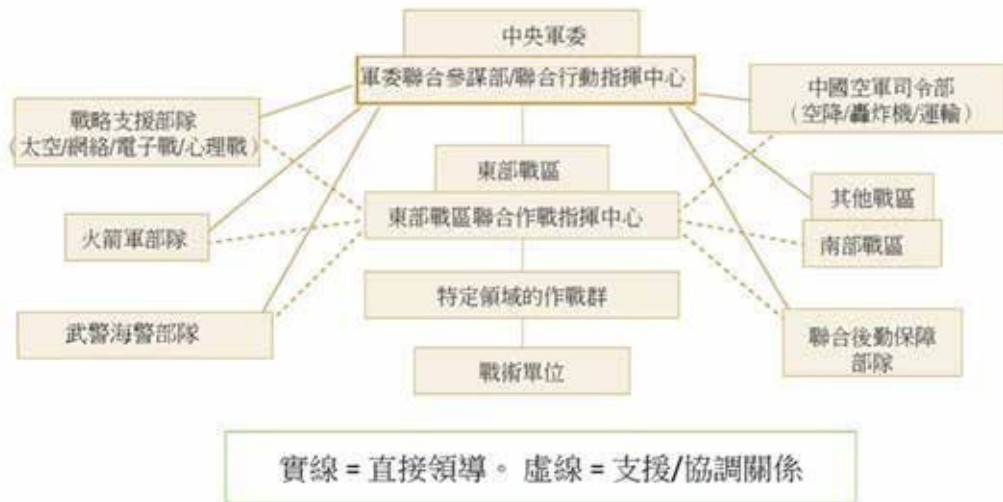 中央軍委
軍委聯合參謀部/聯合行動指揮中心
戰略支援部隊
（太空/網絡/電子戰/心理戰）
中國空軍司令部
（空降/轟炸機/運輸）
東部戰區
東部戰區聯合作戰指揮中心
其他戰區
南部戰區
火箭軍部隊
特定領域的作戰群
武警海警部隊
聯合後勤保障
部隊
戰術單位
實線 = 直接領導。 虛線 = 支援/協調關係